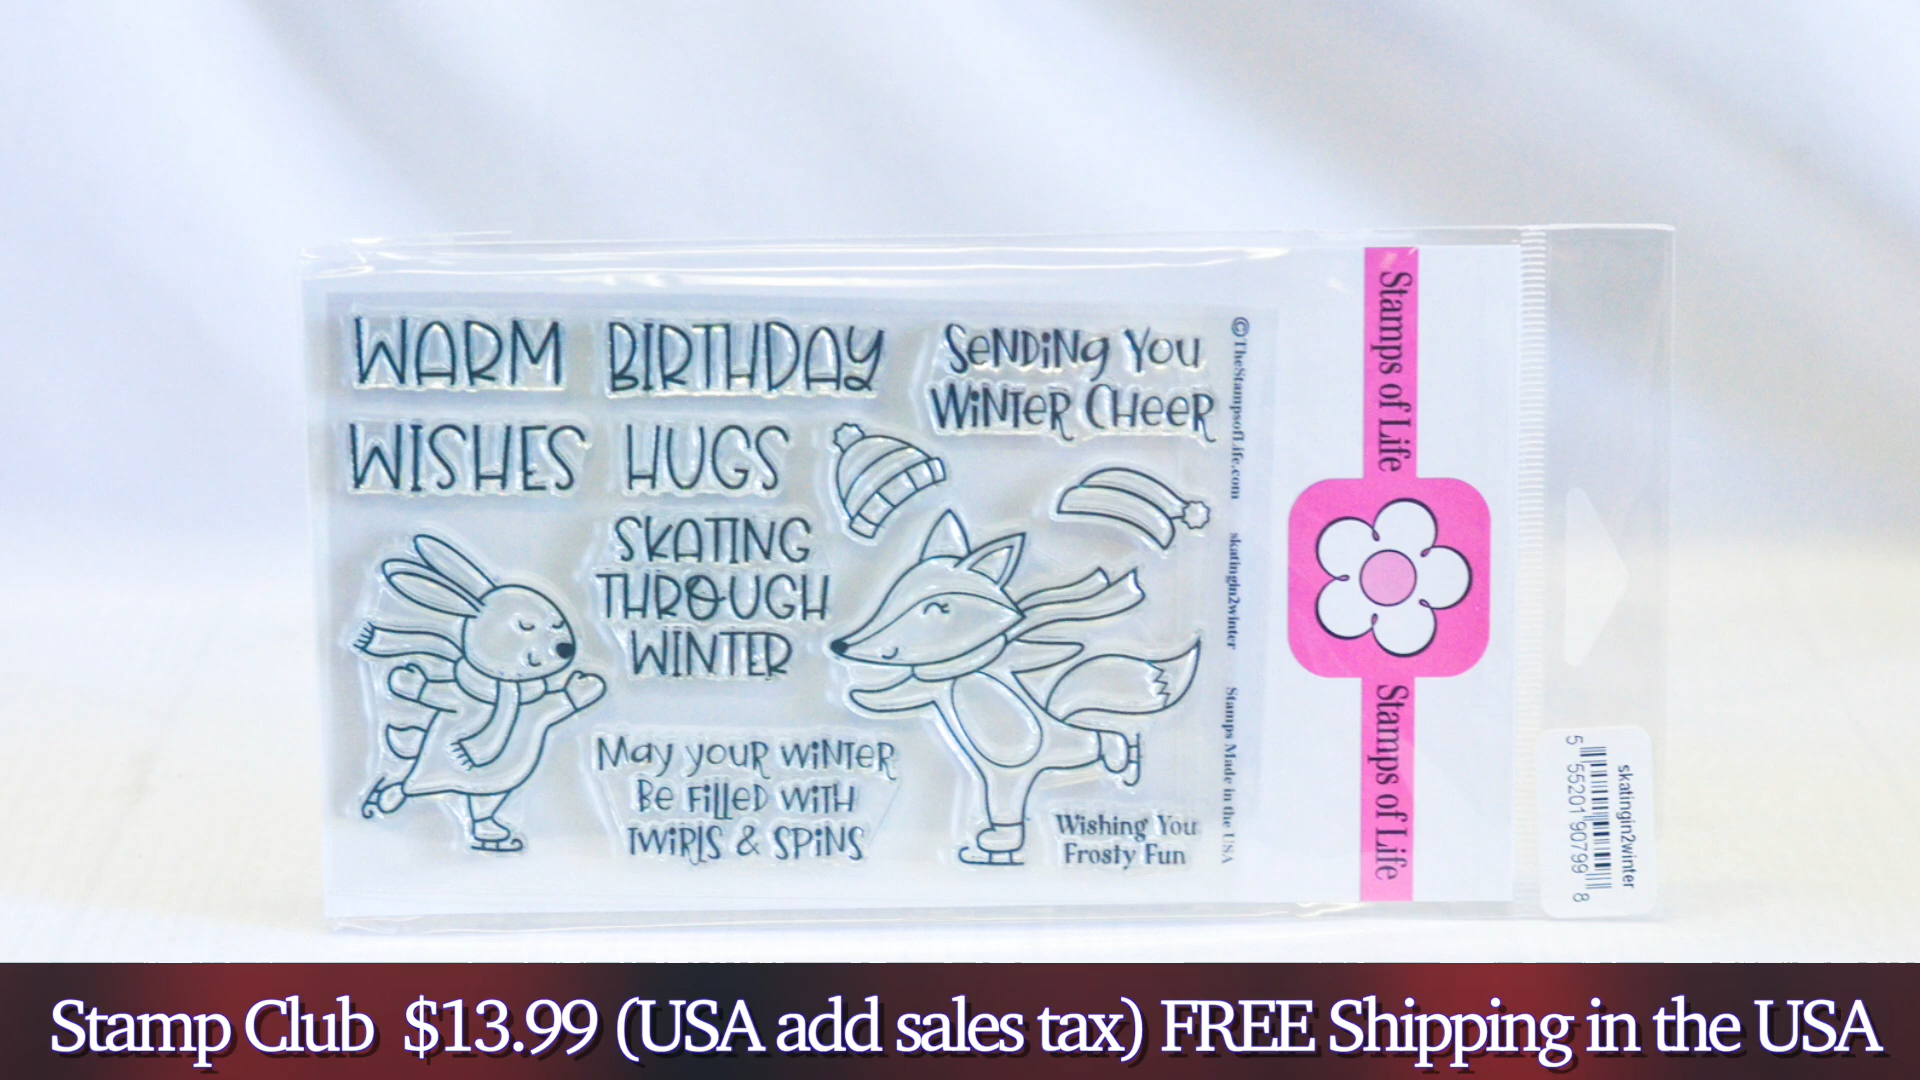 WARM BIRTHDAY
WISHES HUGS
SENDiNg You
WiNTER CHEER
SKATING
THROUGH
WINTER
May youR WiNTER
BE FillED WiTH
TWiRlS & SPiNS
Wishing You
Frosty Fun
©TheStampsofLife.com skatingin2winter Stamps Made in the USA
Stamps of Life
Stamps of Life
skatingin2winter
5 55201 90799 8
Stamp Club $13.99 (USA add sales tax) FREE Shipping in the USA